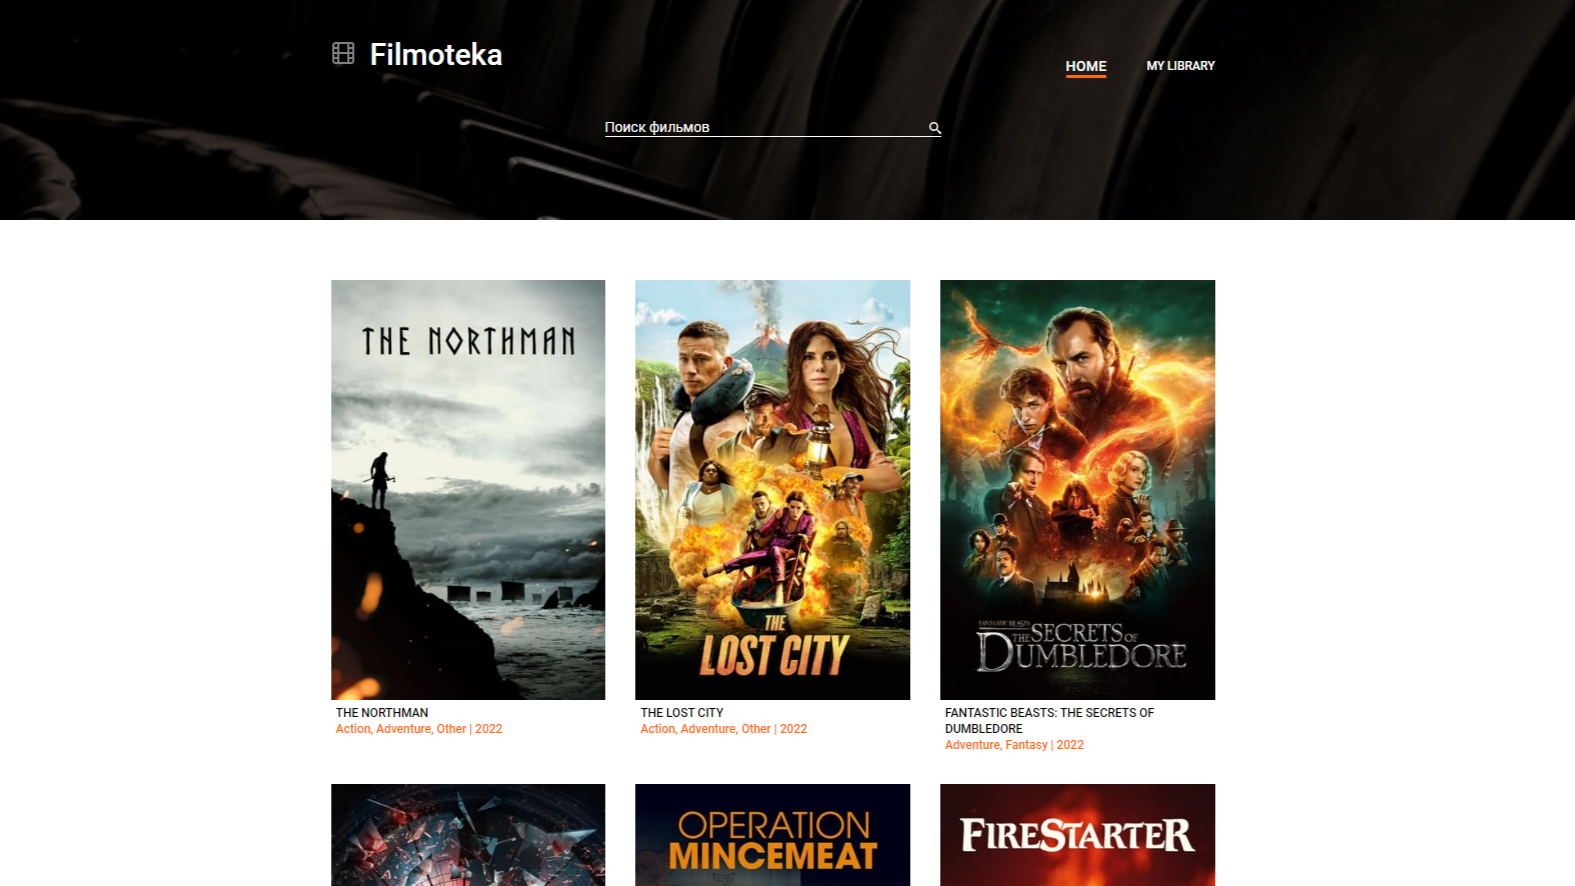 Filmoteka
HOME
MY LIBRARY
Поиск фильмов
THE NORTHMAN
THE
LOST CITY
FANTASTIC BEASTS
THE SECRETS OF
DUMBLEDORE
THE NORTHMAN
Action, Adventure, Other | 2022
THE LOST CITY
Action, Adventure, Other | 2022
FANTASTIC BEASTS: THE SECRETS OF
DUMBLEDORE
Adventure, Fantasy | 2022
OPERATION
MINCEMEAT
FIRESTARTER